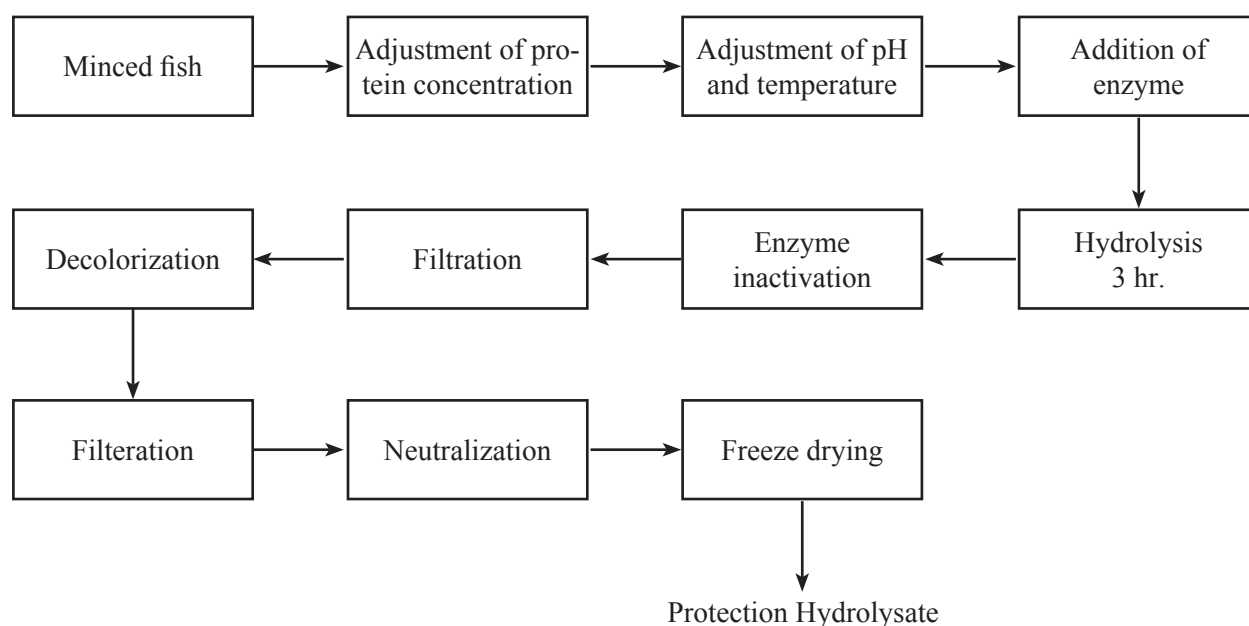 Minced fish
Adjustment of pro-
tein concentration
Adjustment of pH
and temperature
Addition of
enzyme
Hydrolysis
3 hr.
Enzyme
inactivation
Filtration
Decolorization
Filteration
Neutralization
Freeze drying
Protection Hydrolysate